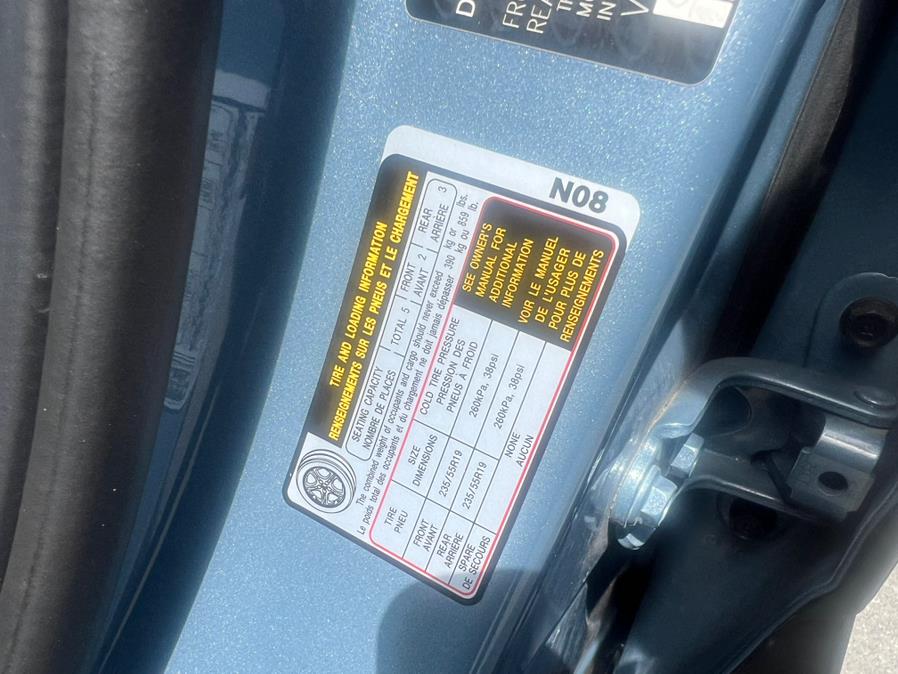 D
FR
REA
TI
MO
IN
V
N08
TIRE AND LOADING INFORMATION
RENSEIGNEMENTS SUR LES PNEUS ET LE CHARGEMENT
SEATING CAPACITY
NOMBRE DE PLACES
TOTAL 5
FRONT
AVANT 2
REAR
ARRIÈRE 3
The combined weight of occupants and cargo should never exceed 390 kg or 859 lbs.
Le poids total des occupants et du chargement ne doit jamais dépasser 390 kg ou 859 lb.
TIRE
PNEU
SIZE
DIMENSIONS
COLD TIRE PRESSURE
PRESSION DES
PNEUS À FROID
FRONT
AVANT
235/55R19
260kPa, 38psi
REAR
ARRIÈRE
235/55R19
260kPa, 38psi
SPARE
DE SECOURS
NONE
AUCUN
SEE OWNER'S
MANUAL FOR
ADDITIONAL
INFORMATION
VOIR LE MANUEL
DE L'USAGER
POUR PLUS DE
RENSEIGNEMENTS